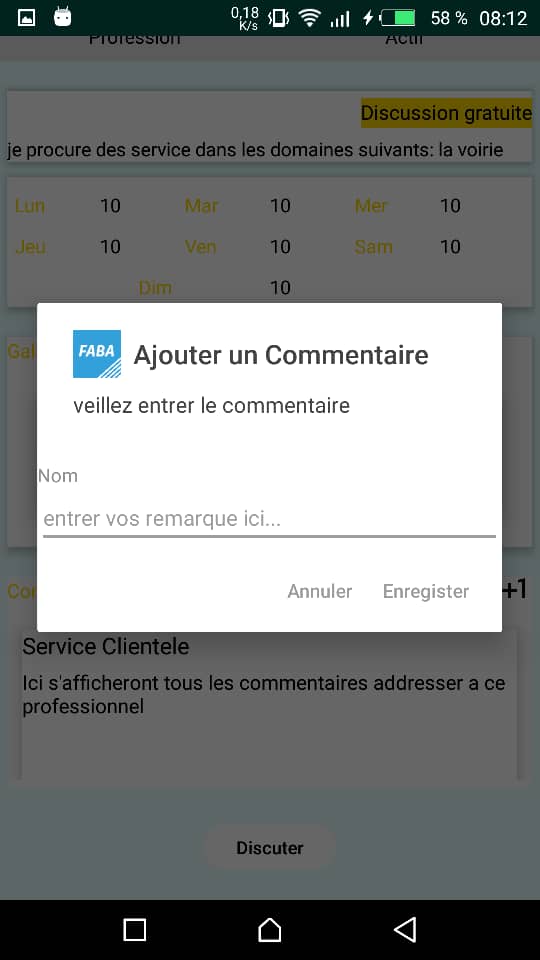 0,18 K/s 58 % 08:12
Profession Actif
Discussion gratuite
je procure des service dans les domaines suivants: la voirie
Lun 10 Mar 10 Mer 10
Jeu 10 Ven 10 Sam 10
Dim 10
Gal
FABA Ajouter un Commentaire
veillez entrer le commentaire
Nom
entrer vos remarque ici...
Annuler Enregister
Com +1
Service Clientele
Ici s'afficheront tous les commentaires addresser a ce
professionnel
Discuter